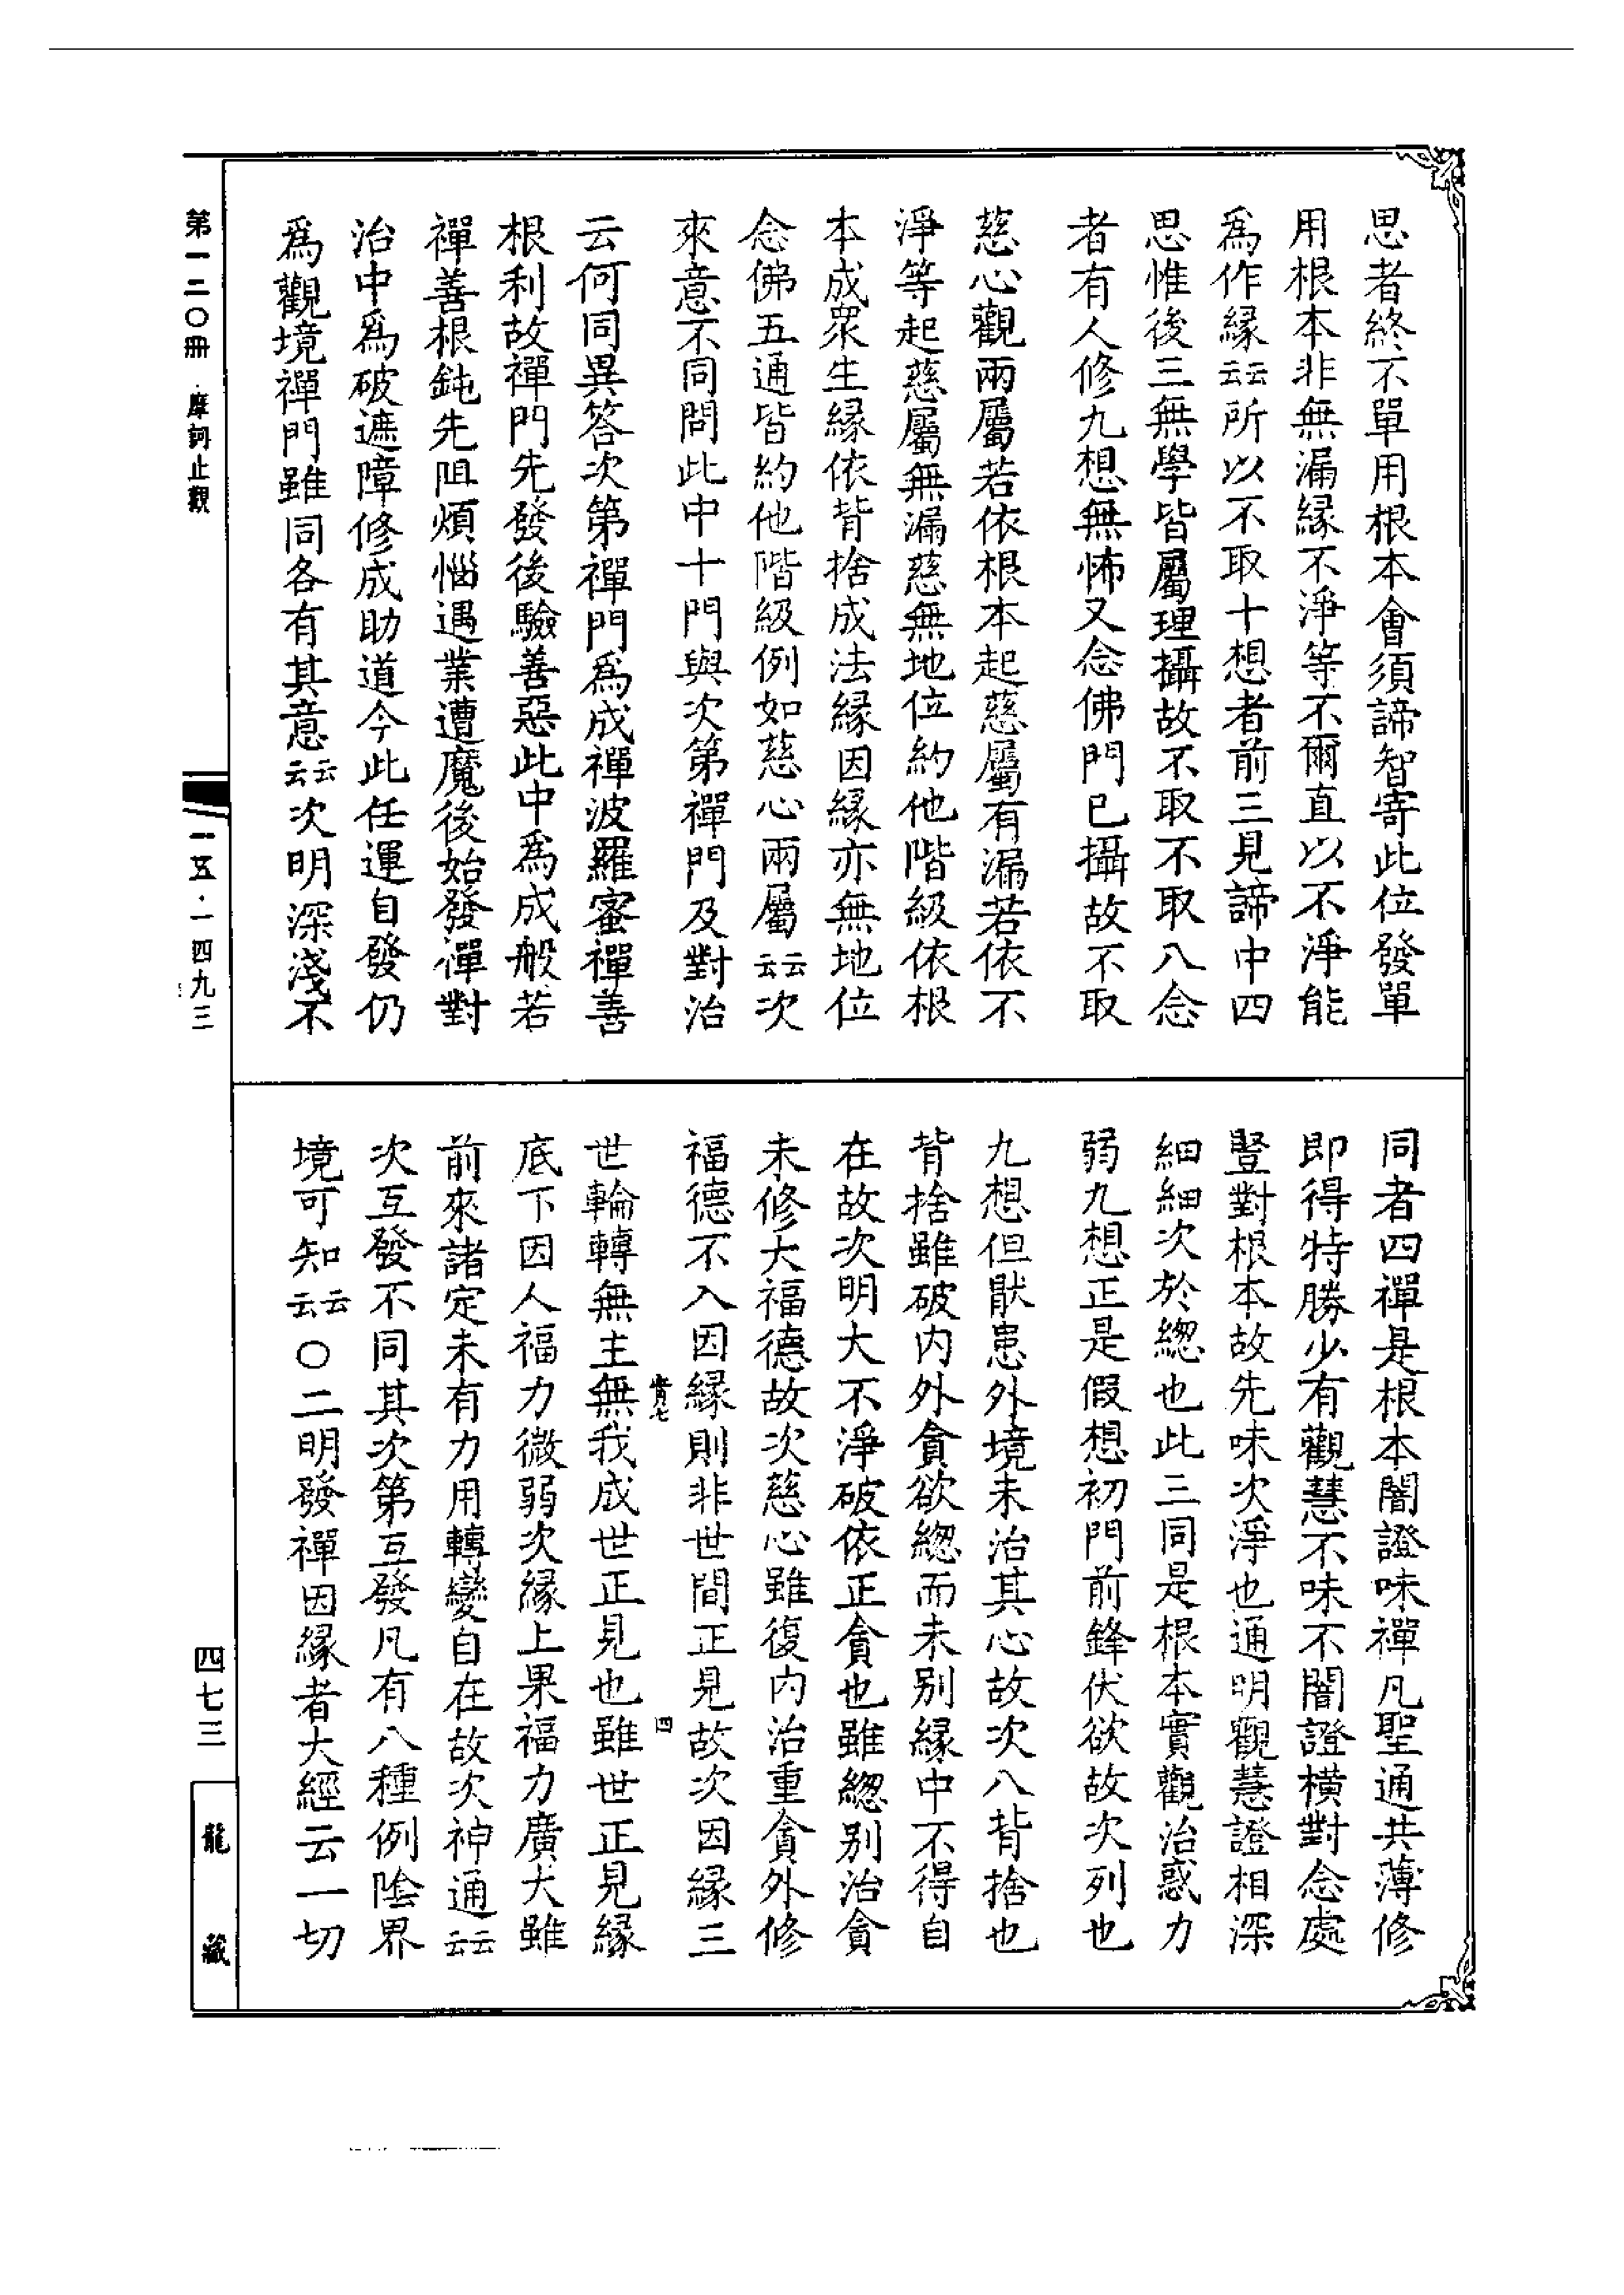 思者終不單用根本會須諦智寄此位發單
用根本非無漏緣不淨等不爾直以不淨能
爲作緣云云所以不取十想者前三見諦中四
思惟後三無學皆屬理攝故不取不取八念
者有人修九想無怖又念佛門已攝故不取
慈心觀兩屬若依根本起慈屬有漏若依不
淨等起慈屬無漏慈無地位約他階級依根
本成衆生緣依背捨成法緣因緣亦無地位
念佛五通皆約他階級例如慈心兩屬云云次
來意不同問此中十門與次第禪門及對治
云何同異答次第禪門爲成禪波羅蜜禪善
根利故禪門先發後驗善惡此中爲成般若
禪善根鈍先阻煩惱遇業遭魔後始發禪對
治中爲破遮障修成助道今此任運自發仍
爲觀境禪門雖同各有其意云云次明深淺不
同者四禪是根本闇證味禪凡聖通共薄修
即得特勝少有觀慧不味不闇證橫對念處
豎對根本故先味次淨也通明觀慧證相深
細細次於總也此三同是根本實觀治惑力
弱九想正是假想初門前鋒伏欲故次列也
九想但猒患外境未治其心故次八背捨也
背捨雖破内外貪欲總而未别緣中不得自
在故次明大不淨破依正貪也雖總别治貪
未修大福德故次慈心雖復内治重貪外修
福德不入因緣則非世間正見故次因緣三
世輪轉無主無我成世正見也雖世正見緣
底下因人福力微弱次緣上果福力廣大雖
前來諸定未有力用轉變自在故次神通云云
次互發不同其次第互發凡有八種例陰界
境可知云云○二明發禪因緣者大經云一切
四
第一二〇冊 · 摩訶止觀
一五·一四九三
四七三
龍藏